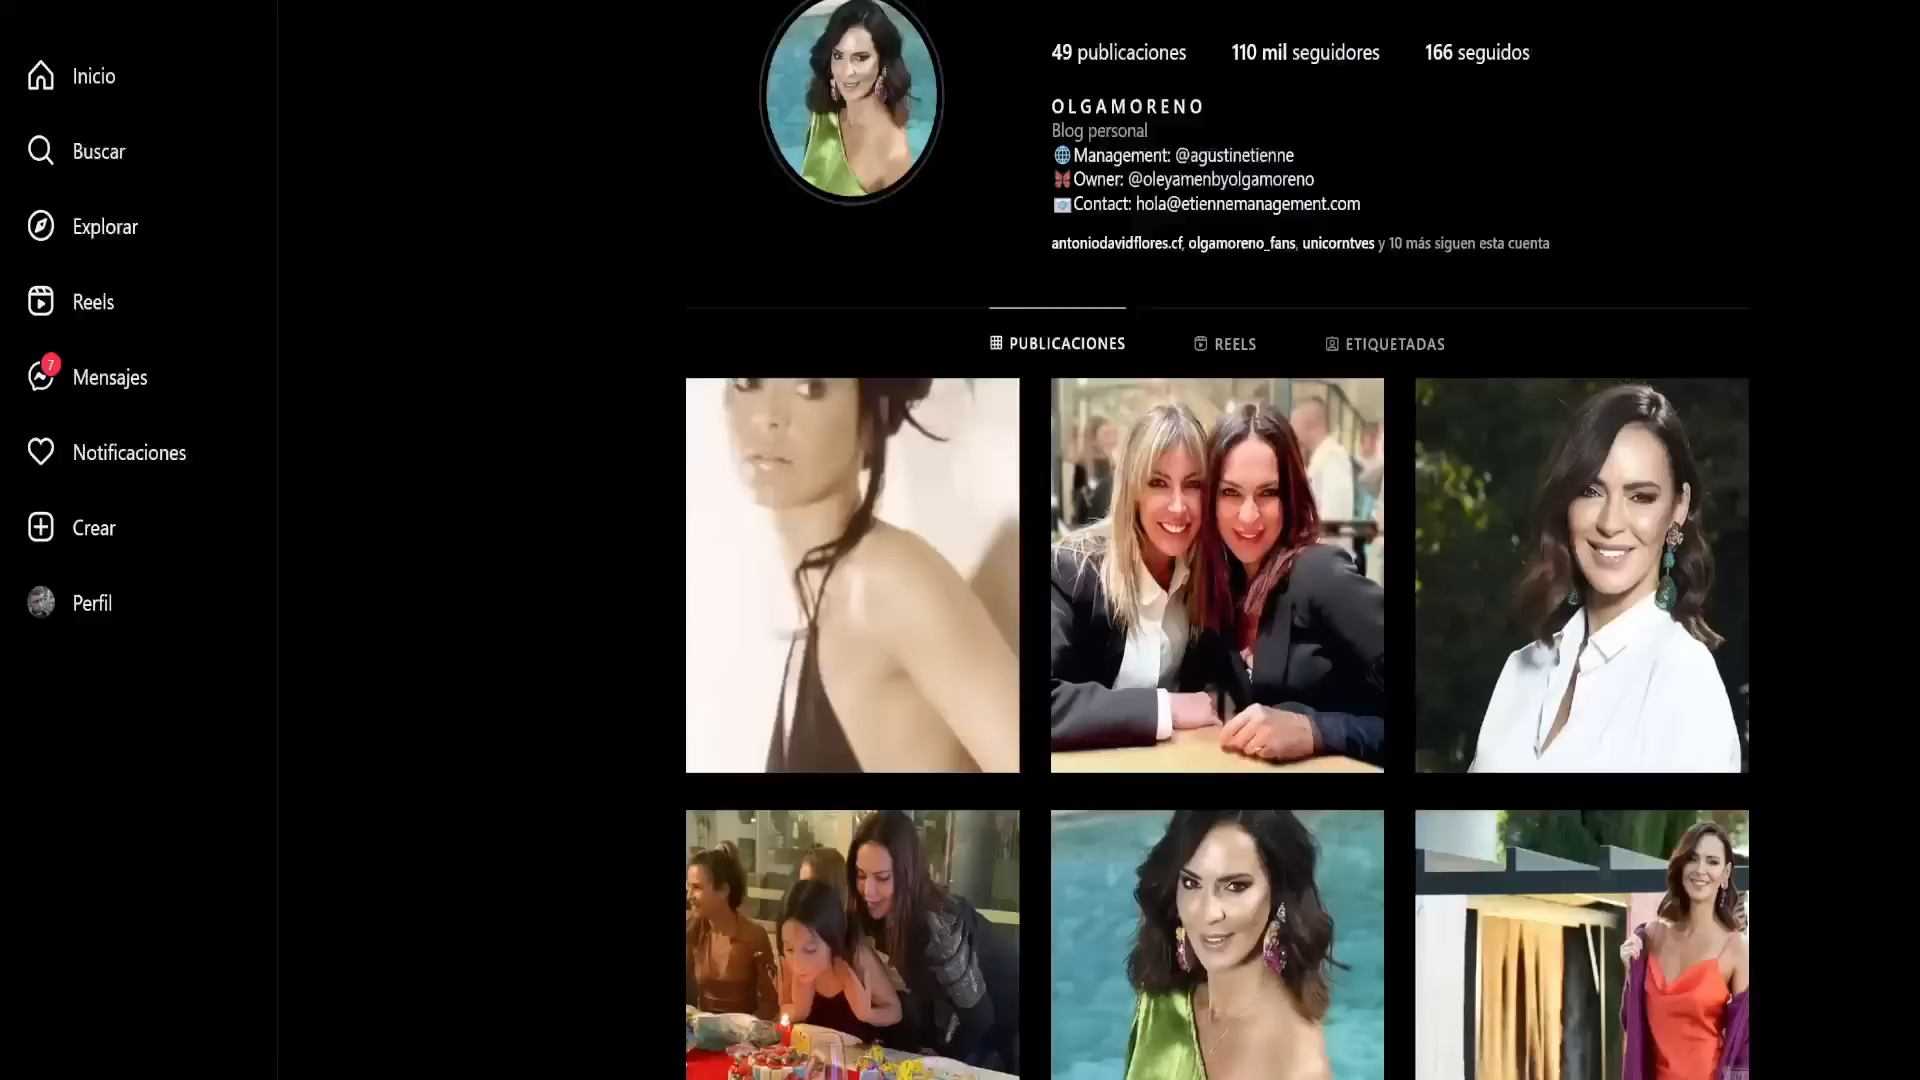 Inicio
Buscar
Explorar
Reels
7
Mensajes
Notificaciones
Crear
Perfil
49 publicaciones 110 mil seguidores 166 seguidos
OLGAMORENO
Blog personal
Management: @agustinetienne
Owner: @oleyamenbyolgamoreno
Contact: hola@etiennemanagement.com
antoniodavidflores.cf, olgamoreno_fans, unicorntves y 10 más siguen esta cuenta
PUBLICACIONES REELS ETIQUETADAS